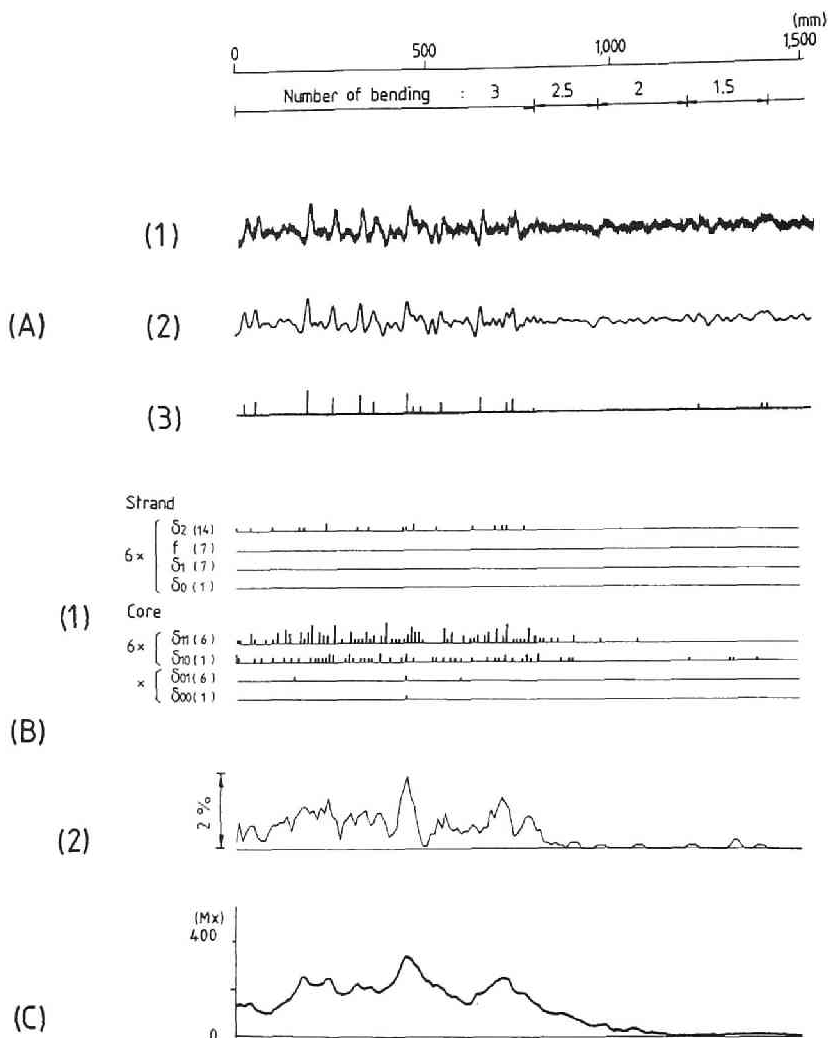 (mm)
0 500 1,000 1,500
Number of bending : 3 2.5 2 1.5
(1)
(A) (2)
(3)
Strand
δ2 (14)
6× f (7)
δ1 (7)
δ0 (1)
(1) Core
6× δ11 (6)
δ10 (1)
× δ01 (6)
δ00 (1)
(B)
2 %
(2)
(Mx)
400
(C)
0